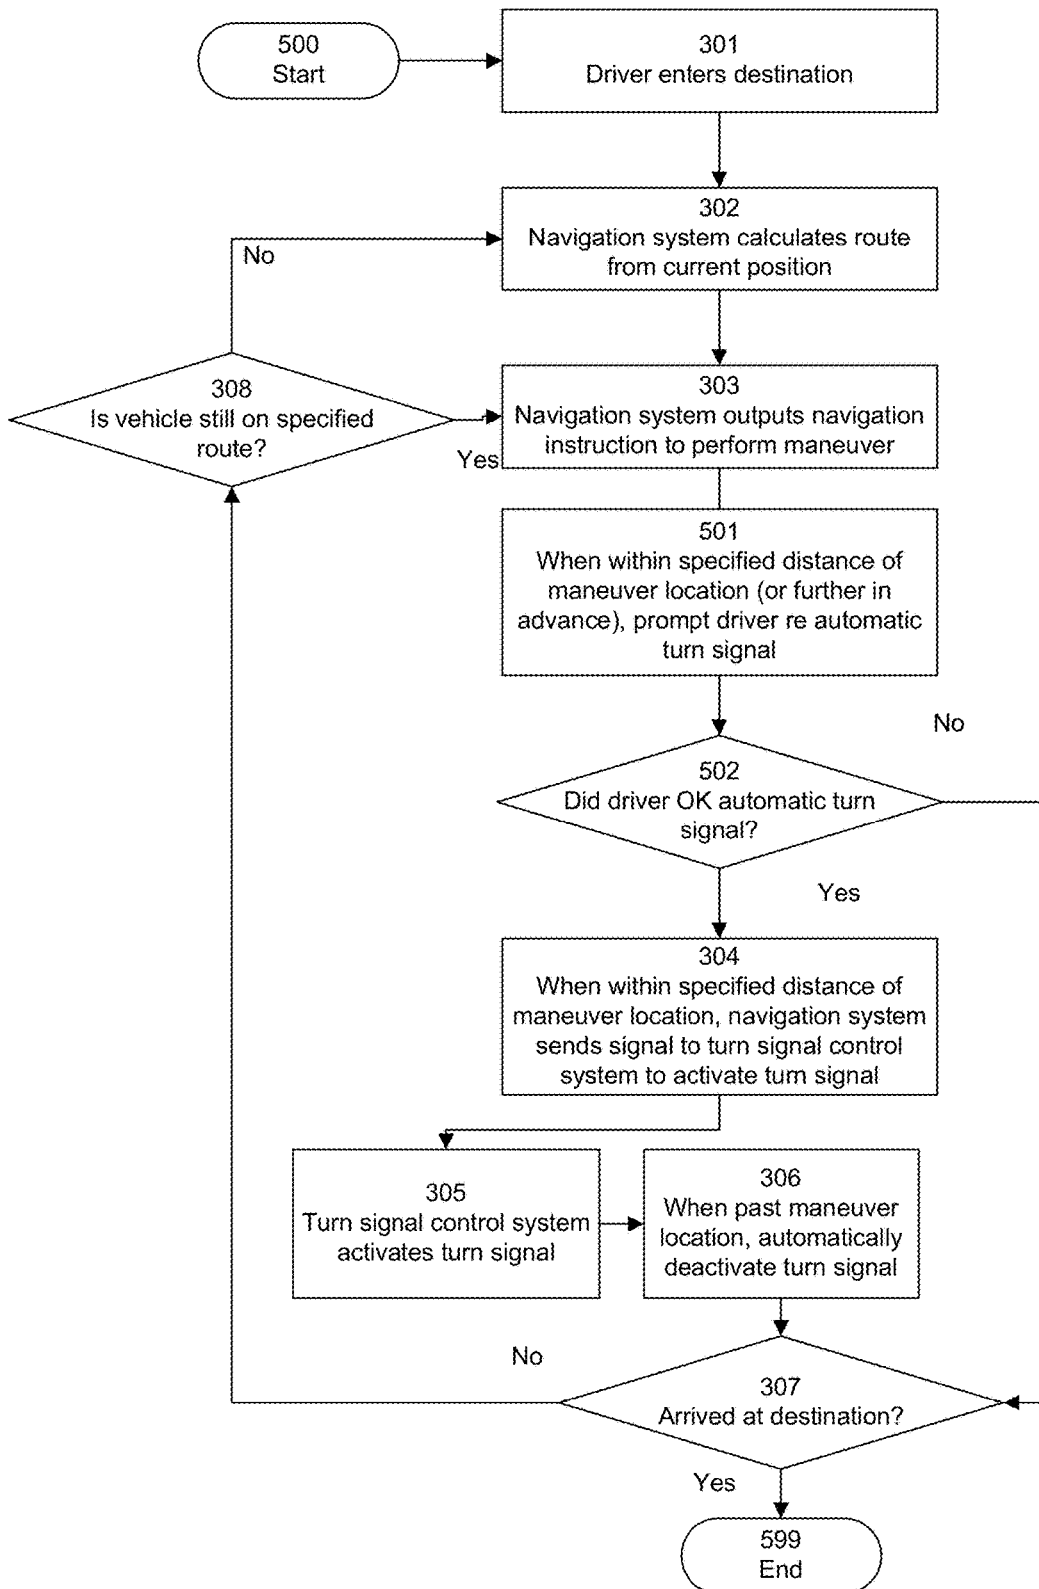 500
Start
301
Driver enters destination
302
Navigation system calculates route
from current position
No
308
Is vehicle still on specified
route?
Yes
303
Navigation system outputs navigation
instruction to perform maneuver
501
When within specified distance of
maneuver location (or further in
advance), prompt driver re automatic
turn signal
No
502
Did driver OK automatic turn
signal?
Yes
304
When within specified distance of
maneuver location, navigation system
sends signal to turn signal control
system to activate turn signal
305
Turn signal control system
activates turn signal
306
When past maneuver
location, automatically
deactivate turn signal
No
307
Arrived at destination?
Yes
599
End